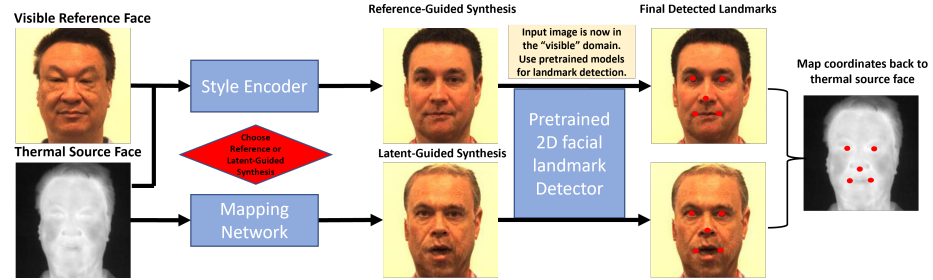 Visible Reference Face
Reference-Guided Synthesis
Final Detected Landmarks
Input image is now in
the "visible" domain.
Use pretrained models
for landmark detection.
Style Encoder
Map coordinates back to
thermal source face
Choose
Reference or
Latent-Guided
Synthesis
Pretrained
2D facial
landmark
Detector
Thermal Source Face
Latent-Guided Synthesis
Mapping
Network